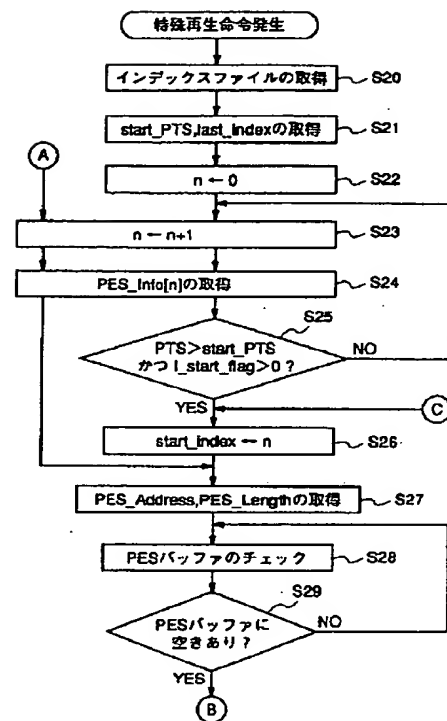 特殊再生命令発生
インデックスファイルの取得
S20
start_PTS,last_indexの取得
S21
A
n ← 0
S22
n ← n+1
S23
PES_Info[n]の取得
S24
S25
PTS>start_PTS
かつ I_start_flag>0 ?
NO
YES
C
start_index ← n
S26
PES_Address,PES_Lengthの取得
S27
PESバッファのチェック
S28
S29
PESバッファに
空きあり ?
NO
YES
B